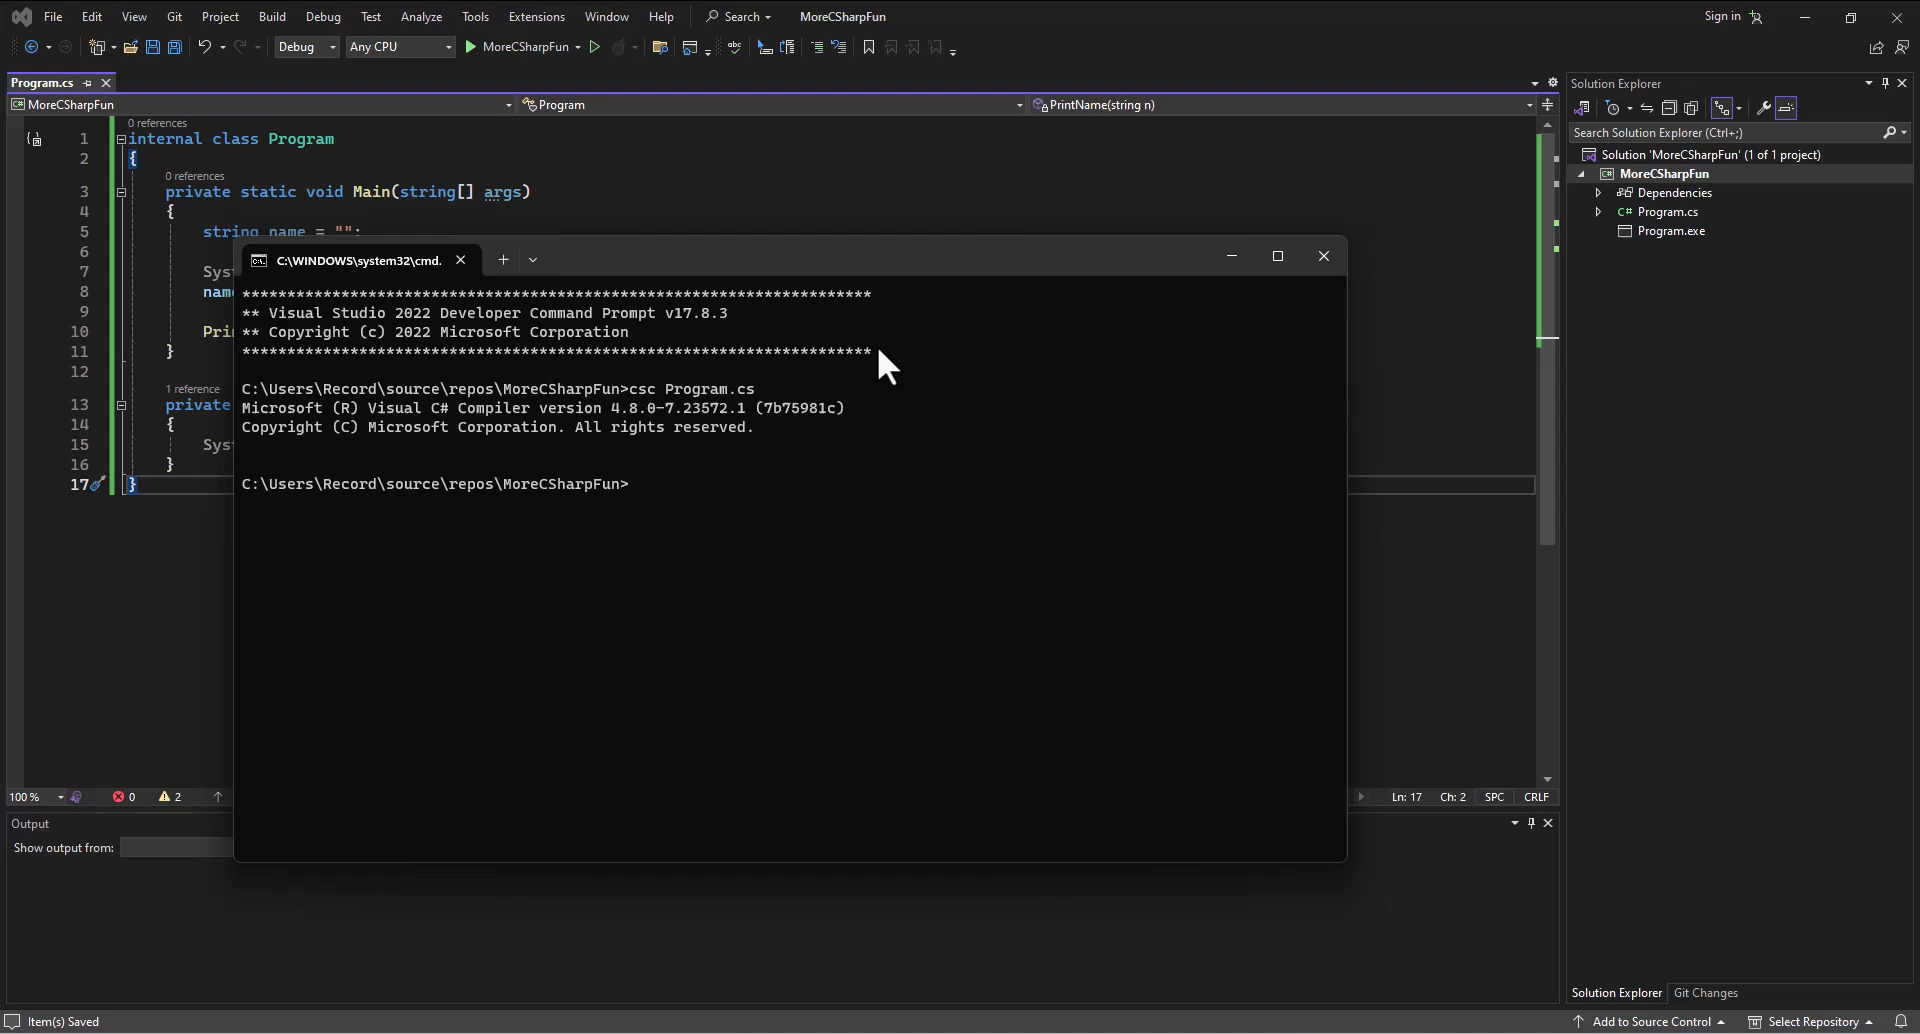 File Edit View Git Project Build Debug Test Analyze Tools Extensions Window Help Search MoreCSharpFun Sign in
Debug Any CPU MoreCSharpFun
Program.cs
Solution Explorer
MoreCSharpFun Program PrintName(string n)
Search Solution Explorer (Ctrl+;)
Solution 'MoreCSharpFun' (1 of 1 project)
MoreCSharpFun
Dependencies
C# Program.cs
Program.exe
0 references
1 internal class Program
2 {
0 references
3 private static void Main(string[] args)
4 {
5 string name = "";
6
7 Sys
8 name
9
10 Pri
11 }
12
1 reference
13 private
14 {
15 Sys
16 }
17 }
C:\WINDOWS\system32\cmd.
**********************************************************************
** Visual Studio 2022 Developer Command Prompt v17.8.3
** Copyright (c) 2022 Microsoft Corporation
**********************************************************************
C:\Users\Record\source\repos\MoreCSharpFun>csc Program.cs
Microsoft (R) Visual C# Compiler version 4.8.0-7.23572.1 (7b75981c)
Copyright (C) Microsoft Corporation. All rights reserved.
C:\Users\Record\source\repos\MoreCSharpFun>
100 % 0 2 Ln: 17 Ch: 2 SPC CRLF
Output
Show output from:
Solution Explorer Git Changes
Item(s) Saved Add to Source Control Select Repository